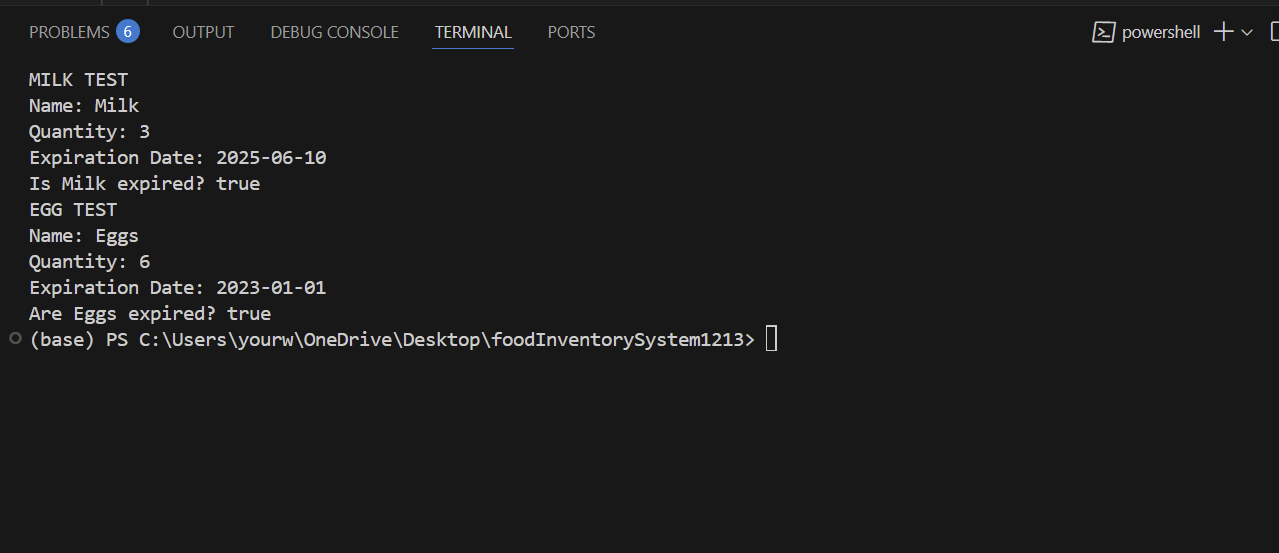 PROBLEMS 6 OUTPUT DEBUG CONSOLE TERMINAL PORTS powershell
MILK TEST
Name: Milk
Quantity: 3
Expiration Date: 2025-06-10
Is Milk expired? true
EGG TEST
Name: Eggs
Quantity: 6
Expiration Date: 2023-01-01
Are Eggs expired? true
(base) PS C:\Users\yourw\OneDrive\Desktop\foodInventorySystem1213>